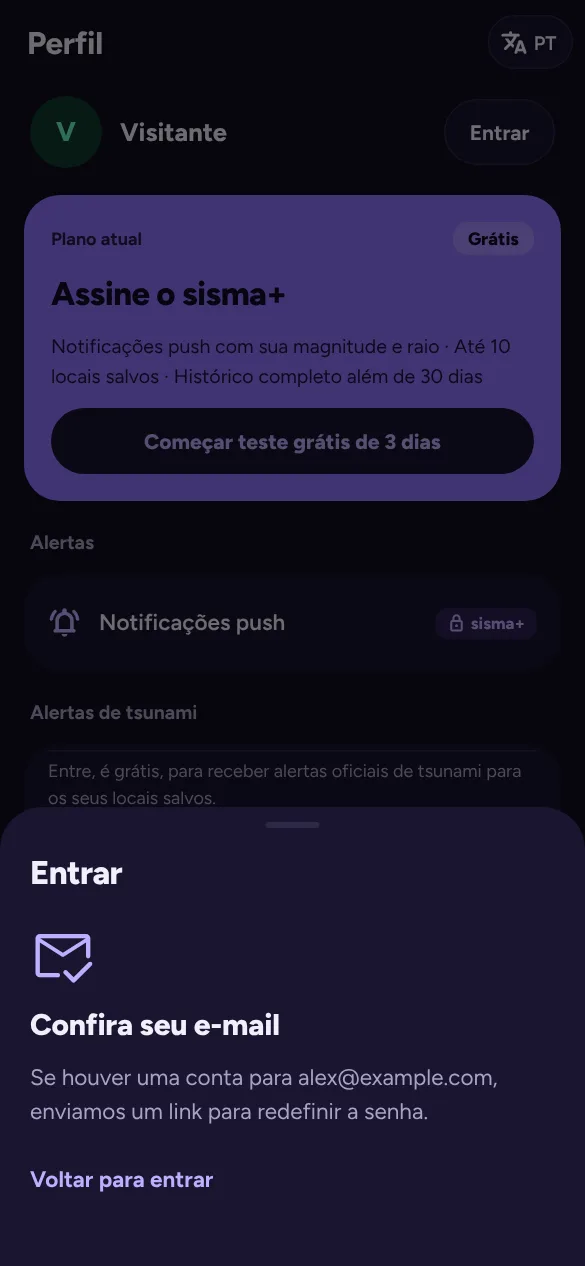 Perfil
PT
V
Visitante
Entrar
Plano atual
Grátis
Assine o sisma+
Notificações push com sua magnitude e raio · Até 10
locais salvos · Histórico completo além de 30 dias
Começar teste grátis de 3 dias
Alertas
Notificações push
sisma+
Alertas de tsunami
Entre, é grátis, para receber alertas oficiais de tsunami para
os seus locais salvos.
Entrar
Confira seu e-mail
Se houver uma conta para alex@example.com,
enviamos um link para redefinir a senha.
Voltar para entrar